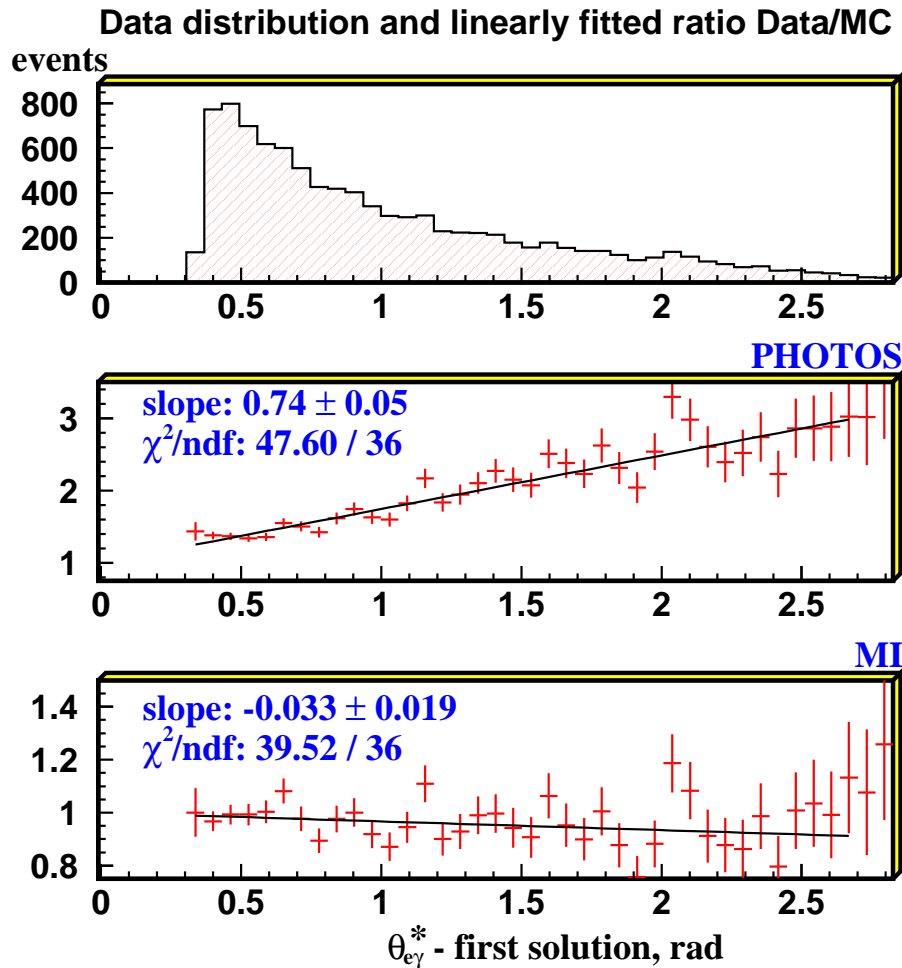 Data distribution and linearly fitted ratio Data/MC
events
800
600
400
200
0
0 0.5 1 1.5 2 2.5
PHOTOS
slope: 0.74 ± 0.05
χ²/ndf: 47.60 / 36
3
2
1
0 0.5 1 1.5 2 2.5
MI
slope: -0.033 ± 0.019
χ²/ndf: 39.52 / 36
1.4
1.2
1
0.8
0 0.5 1 1.5 2 2.5
θ*eγ - first solution, rad